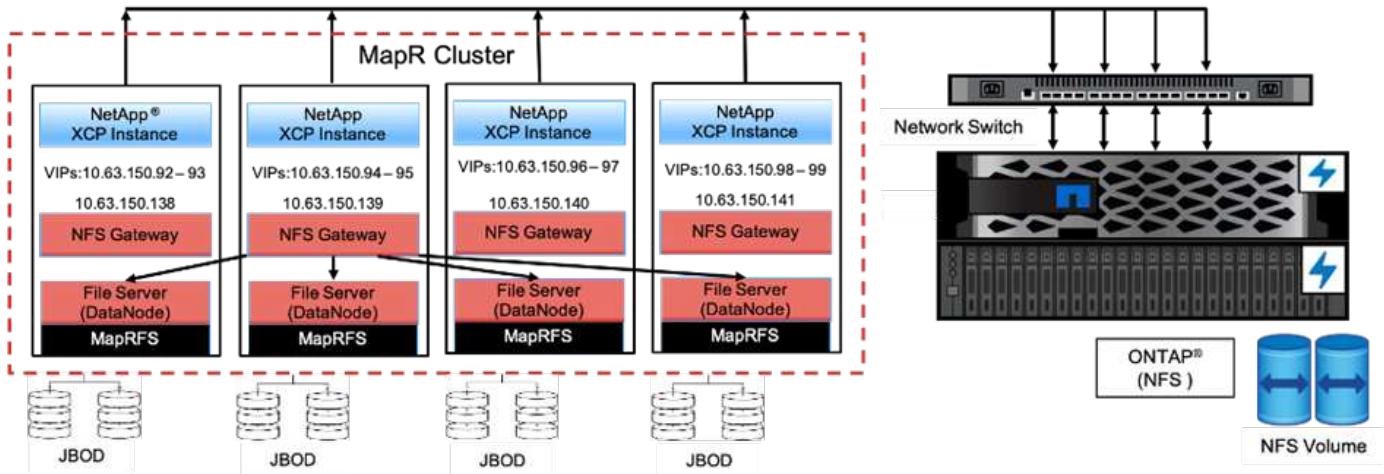 MapR Cluster
NetApp®
XCP Instance
VIPs:10.63.150.92–93
10.63.150.138
NFS Gateway
File Server
(DataNode)
MapRFS
JBOD
NetApp
XCP Instance
VIPs:10.63.150.94–95
10.63.150.139
NFS Gateway
File Server
(DataNode)
MapRFS
JBOD
NetApp
XCP Instance
VIPs:10.63.150.96–97
10.63.150.140
NFS Gateway
File Server
(DataNode)
MapRFS
JBOD
NetApp
XCP Instance
VIPs:10.63.150.98–99
10.63.150.141
NFS Gateway
File Server
(DataNode)
MapRFS
JBOD
Network Switch
ONTAP®
(NFS )
NFS Volume